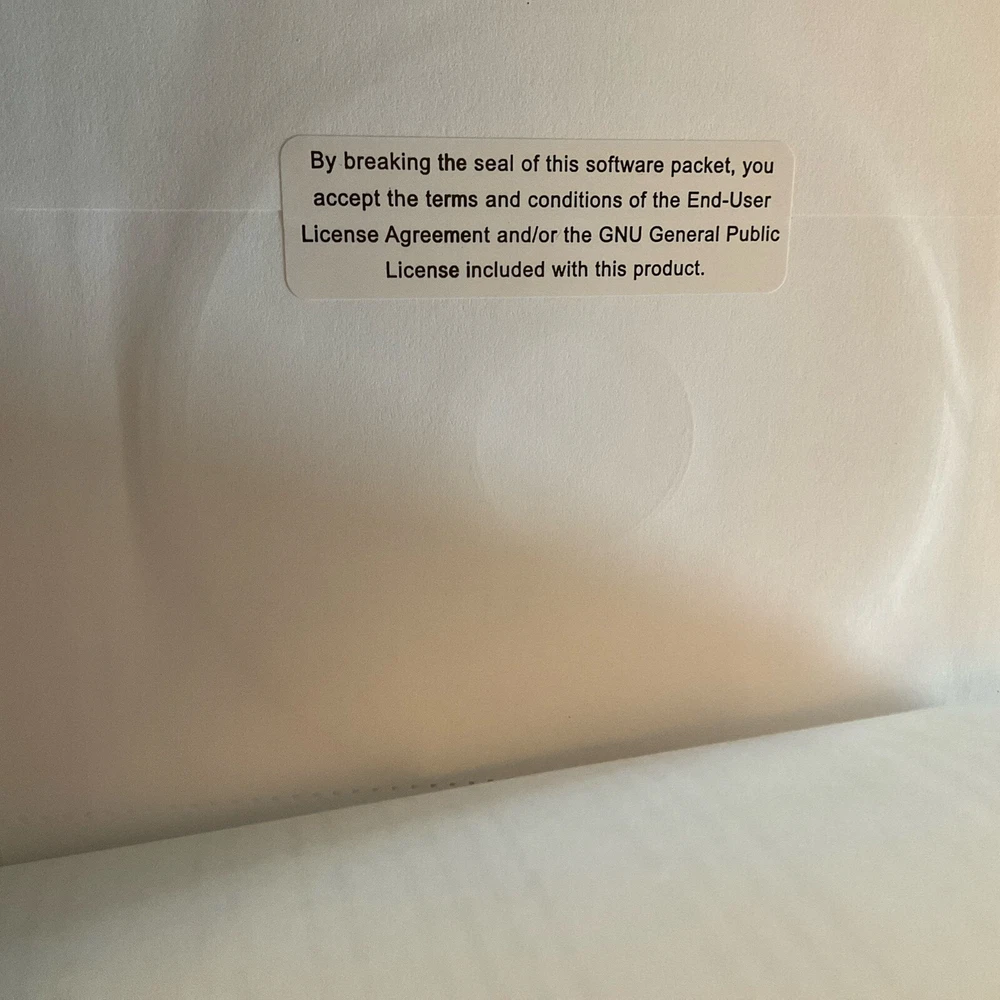 By breaking the seal of this software packet, you
accept the terms and conditions of the End-User
License Agreement and/or the GNU General Public
License included with this product.